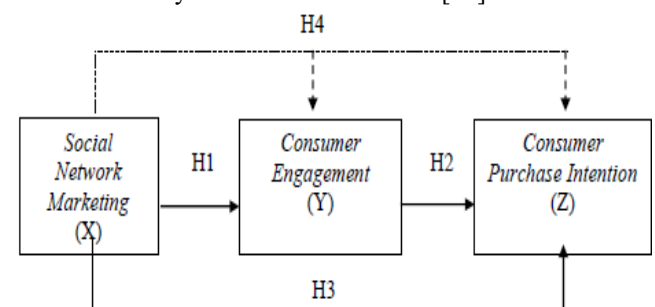 H4
Social
Network
Marketing
(X)
H1
Consumer
Engagement
(Y)
H2
Consumer
Purchase Intention
(Z)
H3